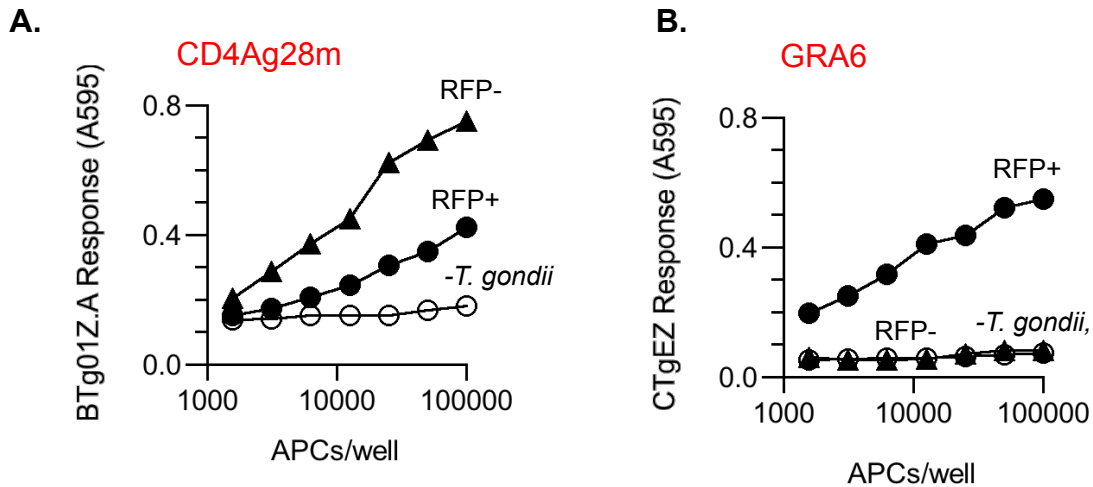 A.
CD4Ag28m
BTg01Z.A Response (A595)
0.8
0.4
0.0
RFP-
RFP+
-T. gondii
1000
10000
100000
APCs/well
B.
GRA6
CTgEZ Response (A595)
0.8
0.4
0.0
RFP+
RFP-
-T. gondii,
1000
10000
100000
APCs/well